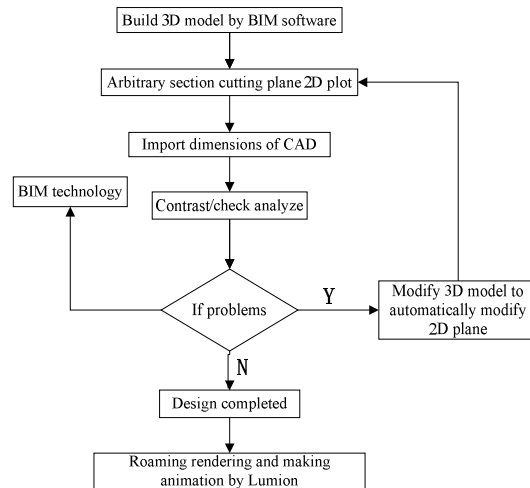 Build 3D model by BIM software
Arbitrary section cutting plane 2D plot
Import dimensions of CAD
BIM technology
Contrast/check analyze
If problems
Y
Modify 3D model to
automatically modify
2D plane
N
Design completed
Roaming rendering and making
animation by Lumion